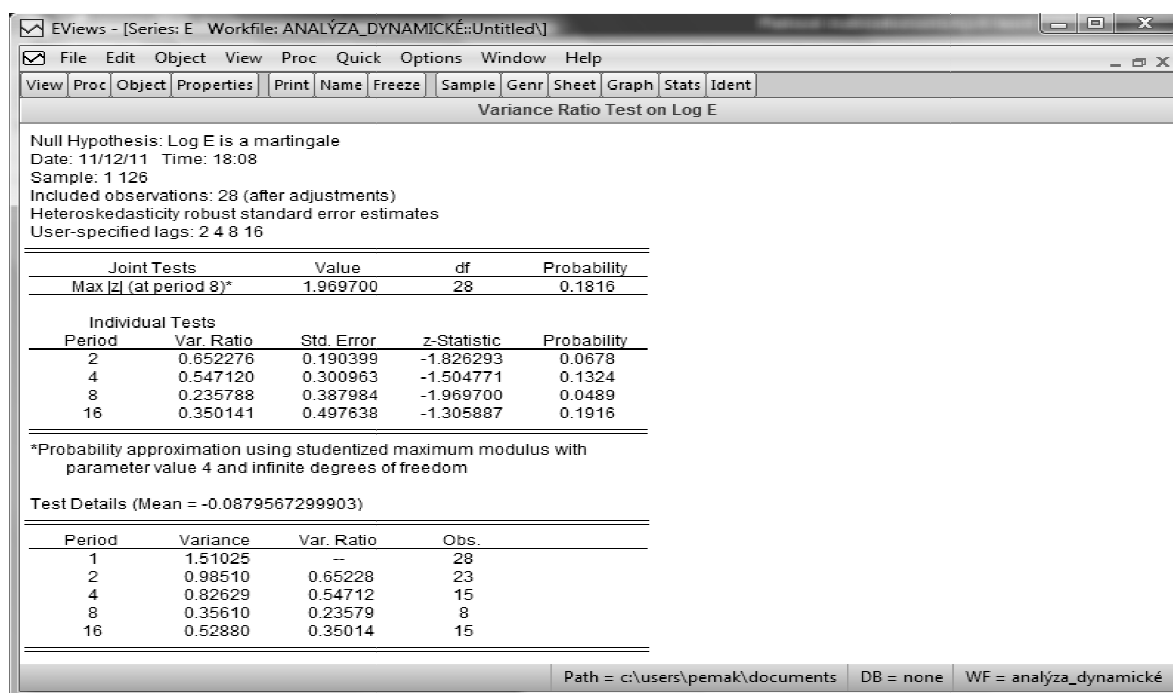 EViews - [Series: E Workfile: ANALÝZA_DYNAMICKÉ::Untitled\]
File Edit Object View Proc Quick Options Window Help
View Proc Object Properties Print Name Freeze Sample Genr Sheet Graph Stats Ident
Variance Ratio Test on Log E
Null Hypothesis: Log E is a martingale
Date: 11/12/11 Time: 18:08
Sample: 1 126
Included observations: 28 (after adjustments)
Heteroskedasticity robust standard error estimates
User-specified lags: 2 4 8 16
Joint Tests Value df Probability
Max |z| (at period 8)* 1.969700 28 0.1816
Individual Tests
Period Var. Ratio Std. Error z-Statistic Probability
2 0.652276 0.190399 -1.826293 0.0678
4 0.547120 0.300963 -1.504771 0.1324
8 0.235788 0.387984 -1.969700 0.0489
16 0.350141 0.497638 -1.305887 0.1916
*Probability approximation using studentized maximum modulus with
parameter value 4 and infinite degrees of freedom
Test Details (Mean = -0.0879567299903)
Period Variance Var. Ratio Obs.
1 1.51025 -- 28
2 0.98510 0.65228 23
4 0.82629 0.54712 15
8 0.35610 0.23579 8
16 0.52880 0.35014 15
Path = c:\users\pemak\documents DB = none WF = analýza_dynamické